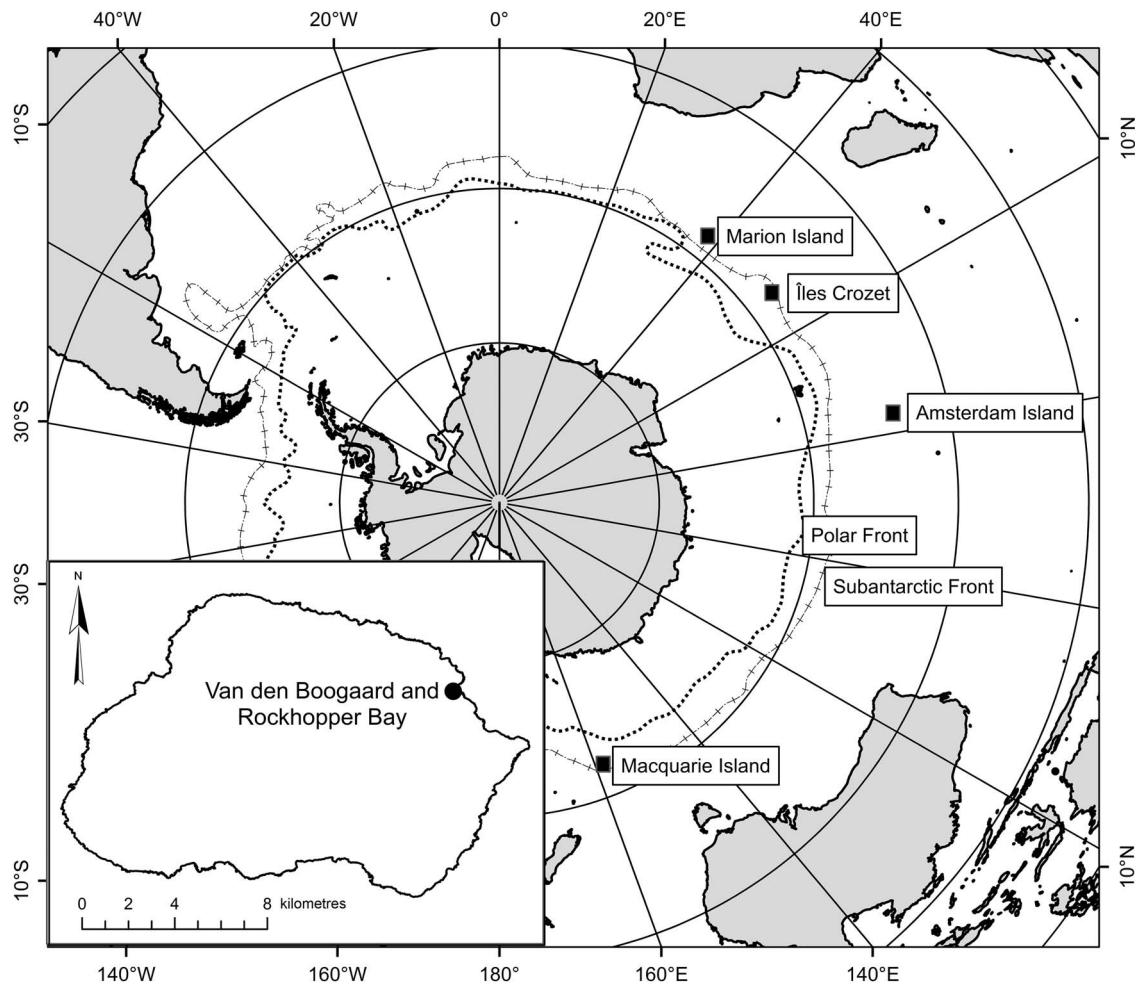 40°W
20°W
0°
20°E
40°E
10°S
10°N
Marion Island
Îles Crozet
30°S
Amsterdam Island
Polar Front
30°S
Subantarctic Front
N
Van den Boogaard and
Rockhopper Bay
Macquarie Island
10°S
10°N
0 2 4 8 kilometres
140°W
160°W
180°
160°E
140°E